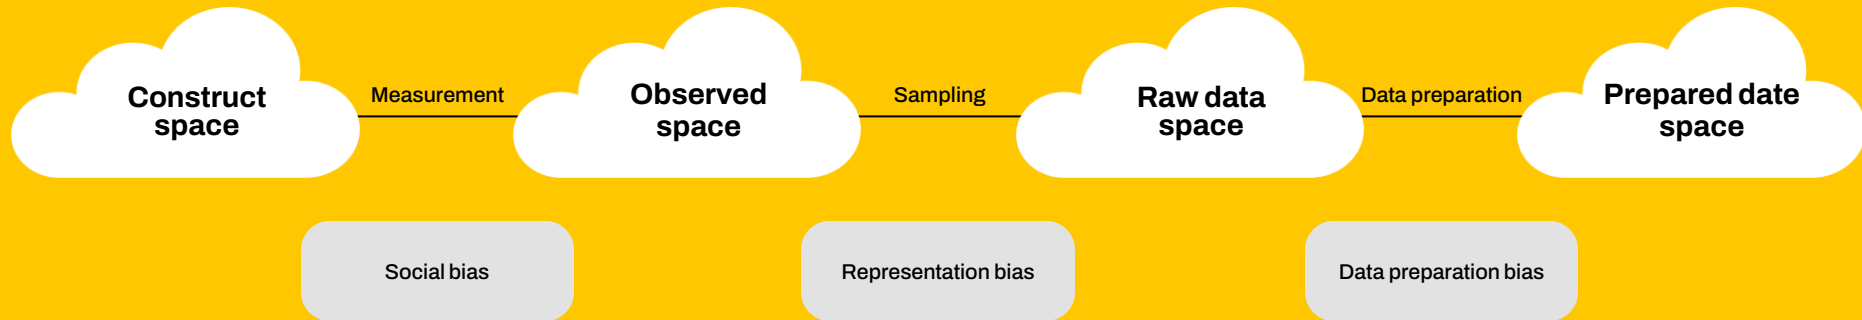 Construct
space
Measurement
Observed
space
Sampling
Raw data
space
Data preparation
Prepared date
space
Social bias
Representation bias
Data preparation bias